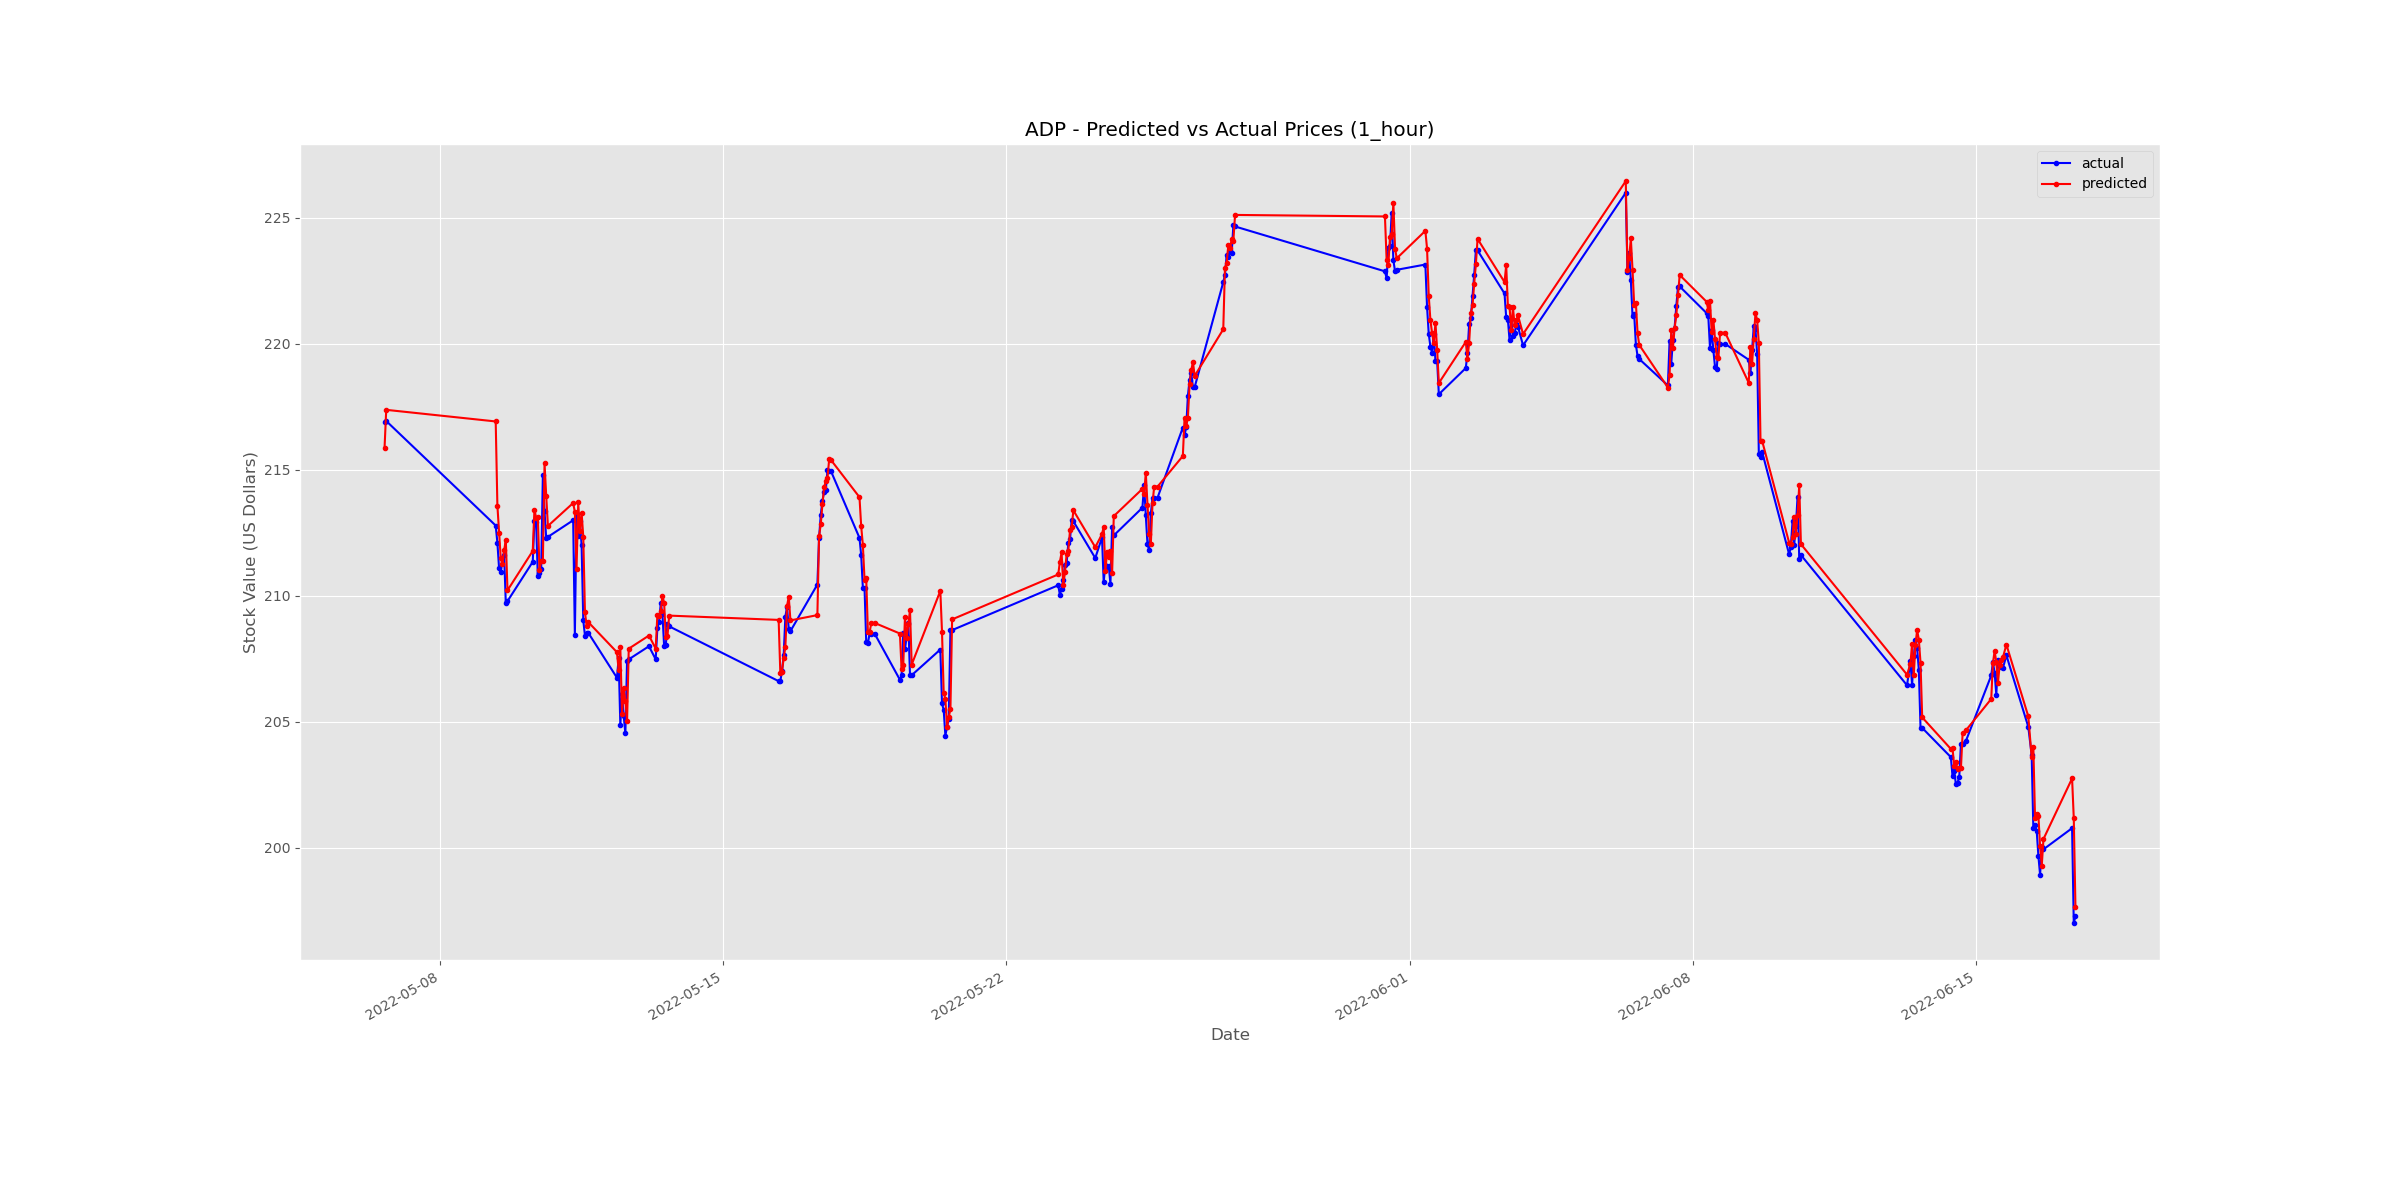 ADP - Predicted vs Actual Prices (1_hour)
actual
predicted
Stock Value (US Dollars)
225
220
215
210
205
200
2022-05-08
2022-05-15
2022-05-22
2022-06-01
2022-06-08
2022-06-15
Date